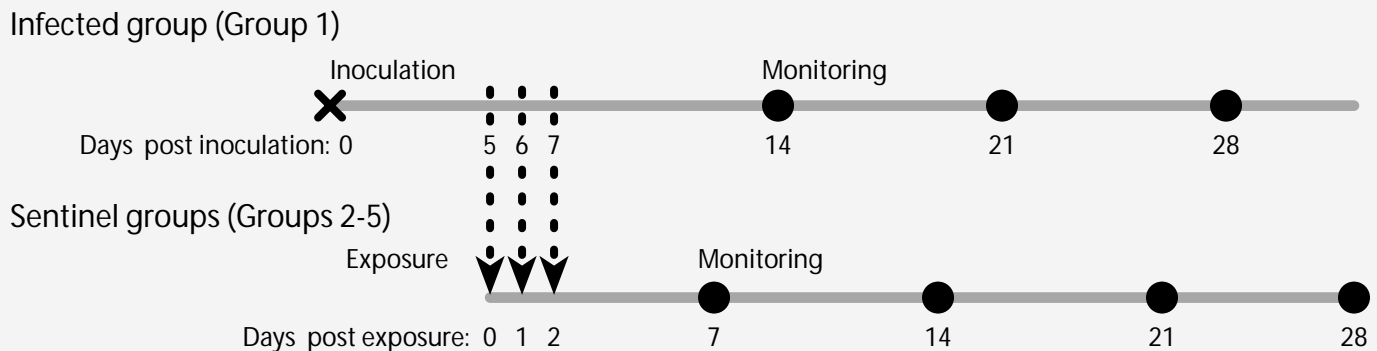 Infected group (Group 1)
Inoculation Monitoring
Days post inoculation: 0 5 6 7 14 21 28
Sentinel groups (Groups 2-5)
Exposure Monitoring
Days post exposure: 0 1 2 7 14 21 28